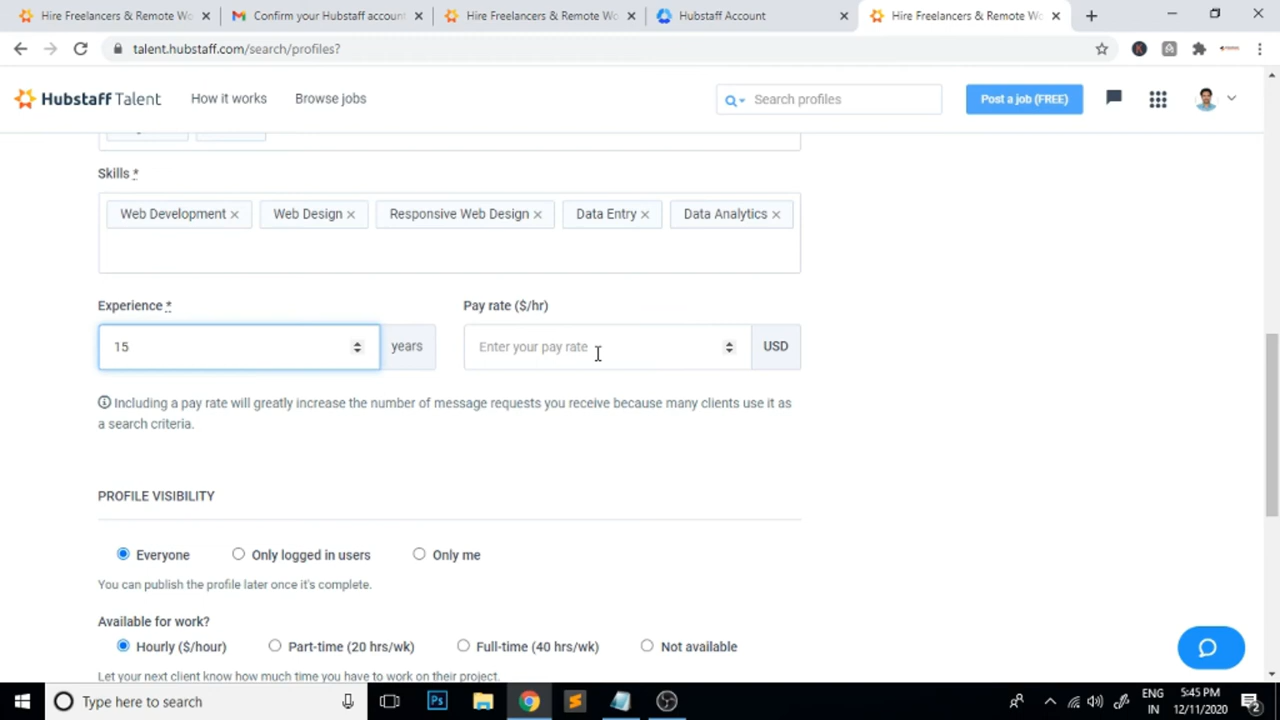 Hire Freelancers & Remote Wo
Confirm your Hubstaff accoun
Hire Freelancers & Remote Wo
Hubstaff Account
Hire Freelancers & Remote Wo
talent.hubstaff.com/search/profiles?
Hubstaff Talent
How it works
Browse jobs
Search profiles
Post a job (FREE)
Skills *
Web Development ×
Web Design ×
Responsive Web Design ×
Data Entry ×
Data Analytics ×
Experience *
Pay rate ($/hr)
15
years
Enter your pay rate
USD
Including a pay rate will greatly increase the number of message requests you receive because many clients use it as
a search criteria.
PROFILE VISIBILITY
Everyone
Only logged in users
Only me
You can publish the profile later once it's complete.
Available for work?
Hourly ($/hour)
Part-time (20 hrs/wk)
Full-time (40 hrs/wk)
Not available
Let your next client know how much time you have to work on their project.
Type here to search
Ps
ENG
IN
5:45 PM
12/11/2020
2